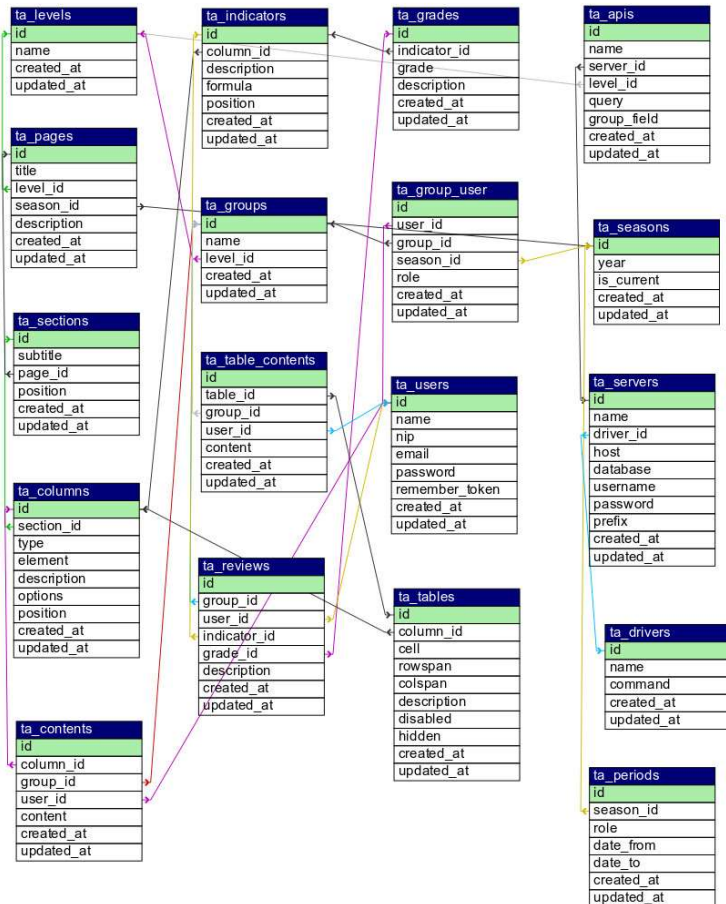 ta_levels
id
name
created_at
updated_at
ta_pages
id
title
level_id
season_id
description
created_at
updated_at
ta_sections
id
subtitle
page_id
position
created_at
updated_at
ta_columns
id
section_id
type
element
description
options
position
created_at
updated_at
ta_contents
id
column_id
group_id
user_id
content
created_at
updated_at
ta_indicators
id
column_id
description
formula
position
created_at
updated_at
ta_groups
id
name
level_id
created_at
updated_at
ta_table_contents
id
table_id
group_id
user_id
content
created_at
updated_at
ta_reviews
id
group_id
user_id
indicator_id
grade_id
description
created_at
updated_at
ta_grades
id
indicator_id
grade
description
created_at
updated_at
ta_group_user
id
user_id
group_id
season_id
role
created_at
updated_at
ta_users
id
name
nip
email
password
remember_token
created_at
updated_at
ta_tables
id
column_id
cell
rowspan
colspan
description
disabled
hidden
created_at
updated_at
ta_apis
id
name
server_id
level_id
query
group_field
created_at
updated_at
ta_seasons
id
year
is_current
created_at
updated_at
ta_servers
id
name
driver_id
host
database
username
password
prefix
created_at
updated_at
ta_drivers
id
name
command
created_at
updated_at
ta_periods
id
season_id
role
date_from
date_to
created_at
updated_at